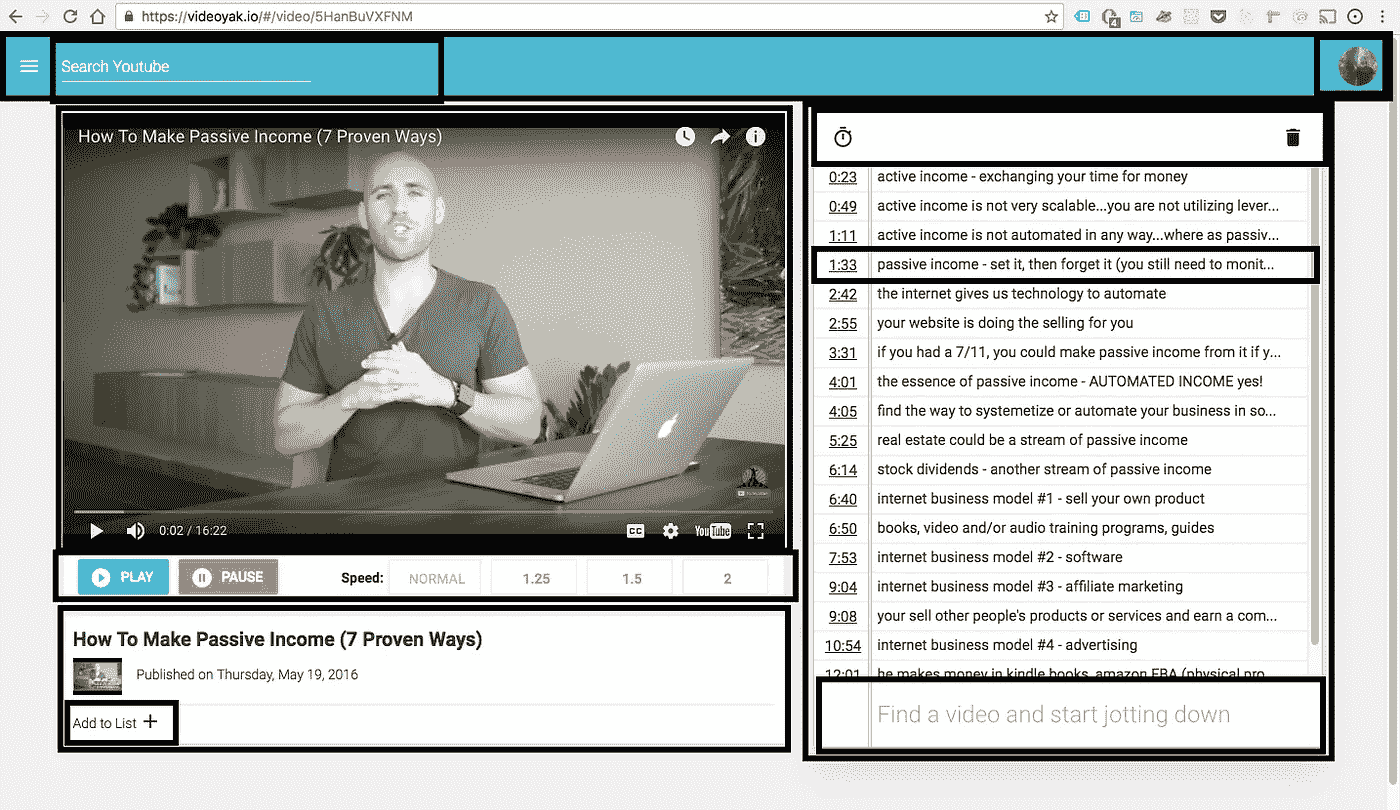 https://videoyak.io/#/video/5HanBuVXFNM
4
Search Youtube
How To Make Passive Income (7 Proven Ways)
0:02 / 16:22
CC
YouTube
PLAY
PAUSE
Speed:
NORMAL
1.25
1.5
2
How To Make Passive Income (7 Proven Ways)
Published on Thursday, May 19, 2016
Add to List +
0:23 active income - exchanging your time for money
0:49 active income is not very scalable...you are not utilizing lever...
1:11 active income is not automated in any way...where as passiv...
1:33 passive income - set it, then forget it (you still need to monit...
2:42 the internet gives us technology to automate
2:55 your website is doing the selling for you
3:31 if you had a 7/11, you could make passive income from it if y...
4:01 the essence of passive income - AUTOMATED INCOME yes!
4:05 find the way to systemetize or automate your business in so...
5:25 real estate could be a stream of passive income
6:14 stock dividends - another stream of passive income
6:40 internet business model #1 - sell your own product
6:50 books, video and/or audio training programs, guides
7:53 internet business model #2 - software
9:04 internet business model #3 - affiliate marketing
9:08 your sell other people's products or services and earn a com...
10:54 internet business model #4 - advertising
12:01 he makes money in kindle books, amazon FBA (physical pro...
Find a video and start jotting down